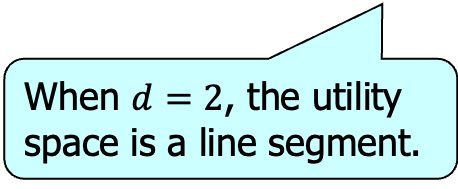 When 𝑑 = 2, the utility
space is a line segment.